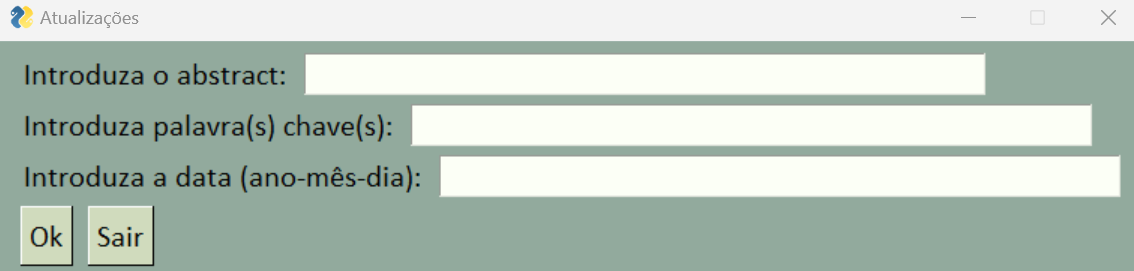 Atualizações
Introduza o abstract:
Introduza palavra(s) chave(s):
Introduza a data (ano-mês-dia):
Ok Sair